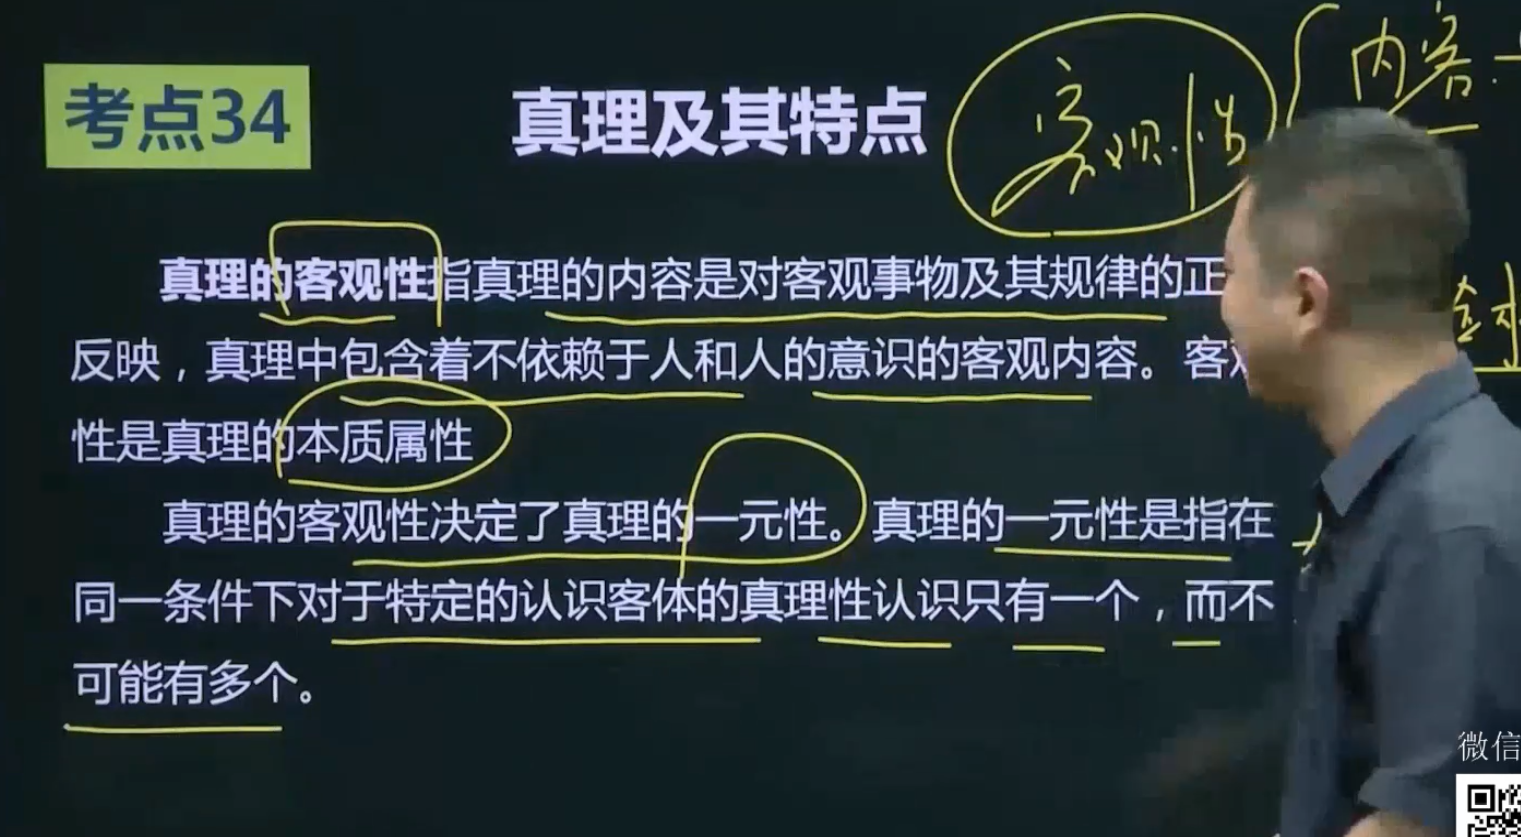 考点34
真理及其特点
客观性
内容
真理的客观性指真理的内容是对客观事物及其规律的正
反映，真理中包含着不依赖于人和人的意识的客观内容。客观
性是真理的本质属性
真理的客观性决定了真理的一元性。真理的一元性是指在
同一条件下对于特定的认识客体的真理性认识只有一个，而不
可能有多个。
微信